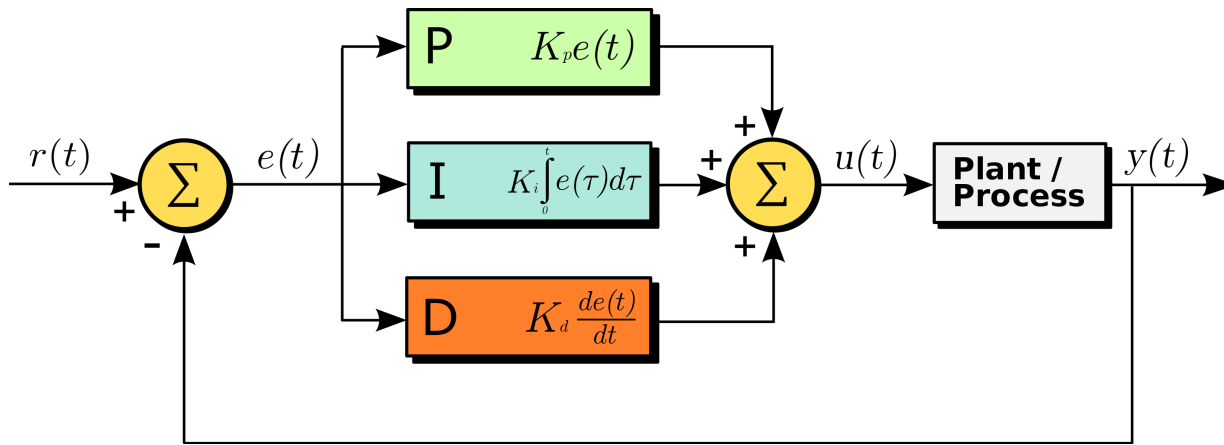 P K_p e(t)
r(t)
+
-
Σ
e(t)
I K_i ∫_0^t e(τ)dτ
D K_d de(t)/dt
+
+
+
Σ
u(t)
Plant /
Process
y(t)